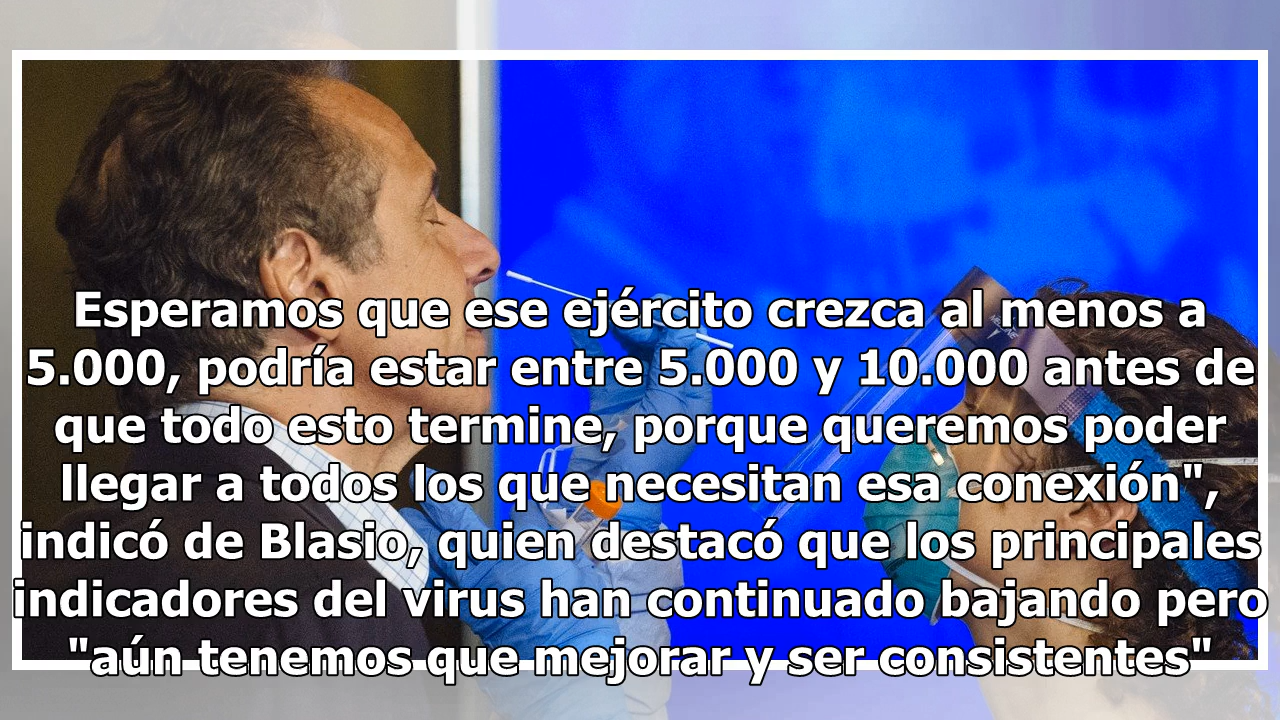 Esperamos que ese ejército crezca al menos a
5.000, podría estar entre 5.000 y 10.000 antes de
que todo esto termine, porque queremos poder
llegar a todos los que necesitan esa conexión",
indicó de Blasio, quien destacó que los principales
indicadores del virus han continuado bajando pero
"aún tenemos que mejorar y ser consistentes"